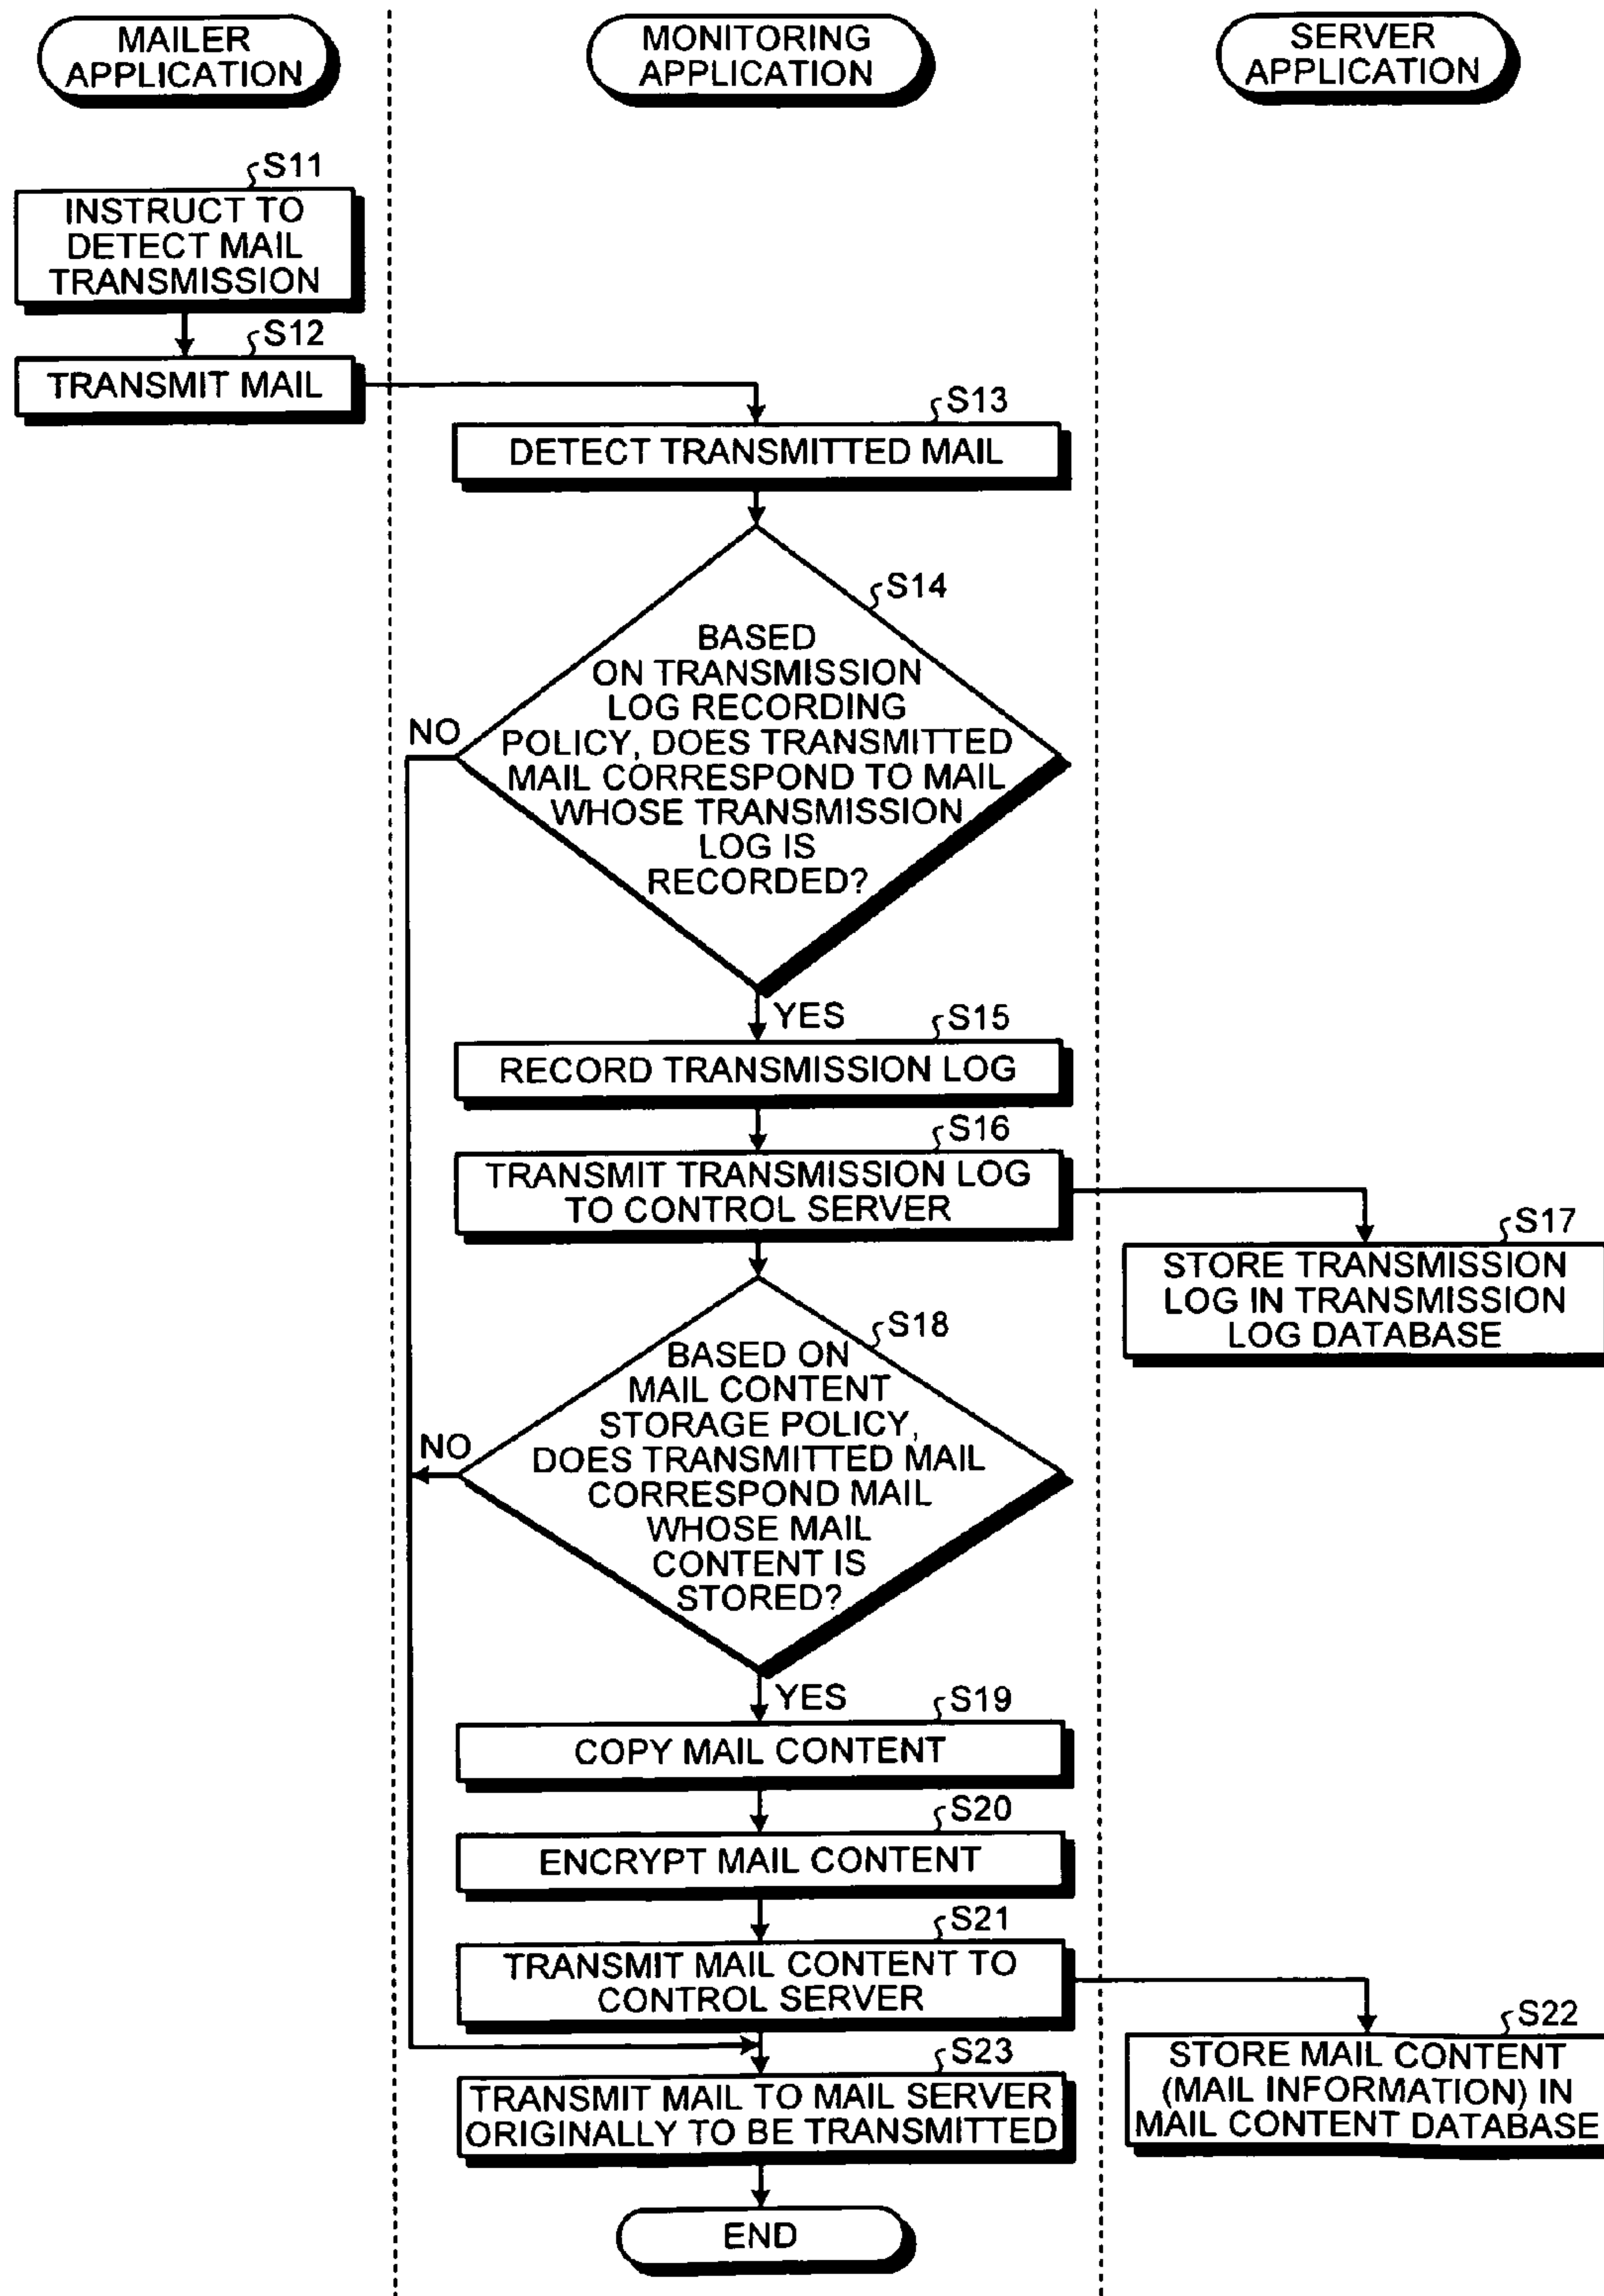 MAILER
APPLICATION
MONITORING
APPLICATION
SERVER
APPLICATION
S11
INSTRUCT TO
DETECT MAIL
TRANSMISSION
S12
TRANSMIT MAIL
S13
DETECT TRANSMITTED MAIL
S14
BASED
ON TRANSMISSION
LOG RECORDING
POLICY, DOES TRANSMITTED
MAIL CORRESPOND TO MAIL
WHOSE TRANSMISSION
LOG IS
RECORDED?
NO
YES
S15
RECORD TRANSMISSION LOG
S16
TRANSMIT TRANSMISSION LOG
TO CONTROL SERVER
S17
STORE TRANSMISSION
LOG IN TRANSMISSION
LOG DATABASE
S18
BASED ON
MAIL CONTENT
STORAGE POLICY,
DOES TRANSMITTED MAIL
CORRESPOND MAIL
WHOSE MAIL
CONTENT IS
STORED?
NO
YES
S19
COPY MAIL CONTENT
S20
ENCRYPT MAIL CONTENT
S21
TRANSMIT MAIL CONTENT TO
CONTROL SERVER
S22
STORE MAIL CONTENT
(MAIL INFORMATION) IN
MAIL CONTENT DATABASE
S23
TRANSMIT MAIL TO MAIL SERVER
ORIGINALLY TO BE TRANSMITTED
END